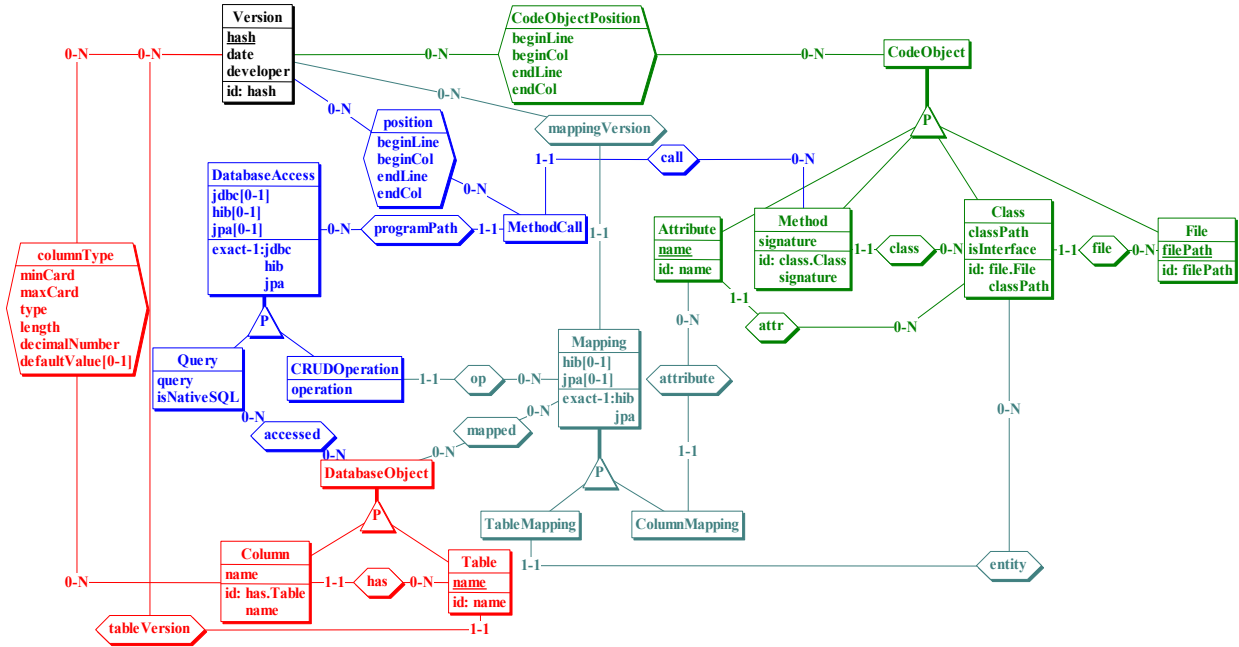 Version
hash
date
developer
id: hash
CodeObjectPosition
beginLine
beginCol
endLine
endCol
CodeObject
0-N
0-N
0-N
0-N
P
0-N
mappingVersion
0-N
position
beginLine
beginCol
endLine
endCol
1-1
call
0-N
DatabaseAccess
jdbc[0-1]
hib[0-1]
jpa[0-1]
exact-1:jdbc
hib
jpa
0-N
0-N
programPath
1-1
MethodCall
1-1
Attribute
name
id: name
Method
signature
id: class.Class
signature
1-1
class
0-N
Class
classPath
isInterface
id: file.File
classPath
1-1
file
0-N
File
filePath
id: filePath
columnType
minCard
maxCard
type
length
decimalNumber
defaultValue[0-1]
1-1
attr
0-N
P
0-N
Query
query
isNativeSQL
CRUDOperation
operation
1-1
op
0-N
Mapping
hib[0-1]
jpa[0-1]
exact-1:hib
jpa
attribute
0-N
0-N
accessed
0-N
mapped
0-N
0-N
1-1
DatabaseObject
P
P
TableMapping
ColumnMapping
Column
name
id: has.Table
name
1-1
has
0-N
Table
name
id: name
1-1
entity
0-N
tableVersion
1-1